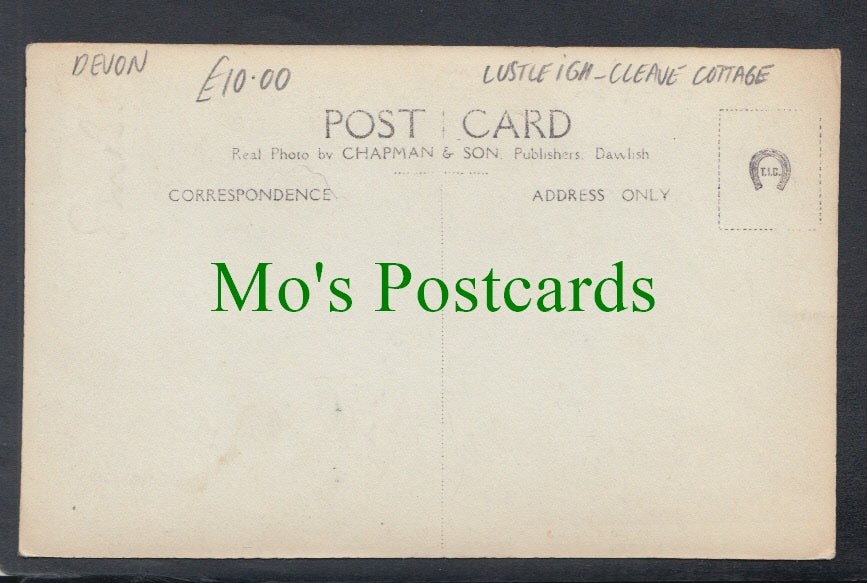 DEVON £10.00 LUSTLEIGH - CLEAVE COTTAGE
POST CARD
Real Photo by CHAPMAN & SON, Publishers, Dawlish
CORRESPONDENCE ADDRESS ONLY
T.I.C.
Mo's Postcards